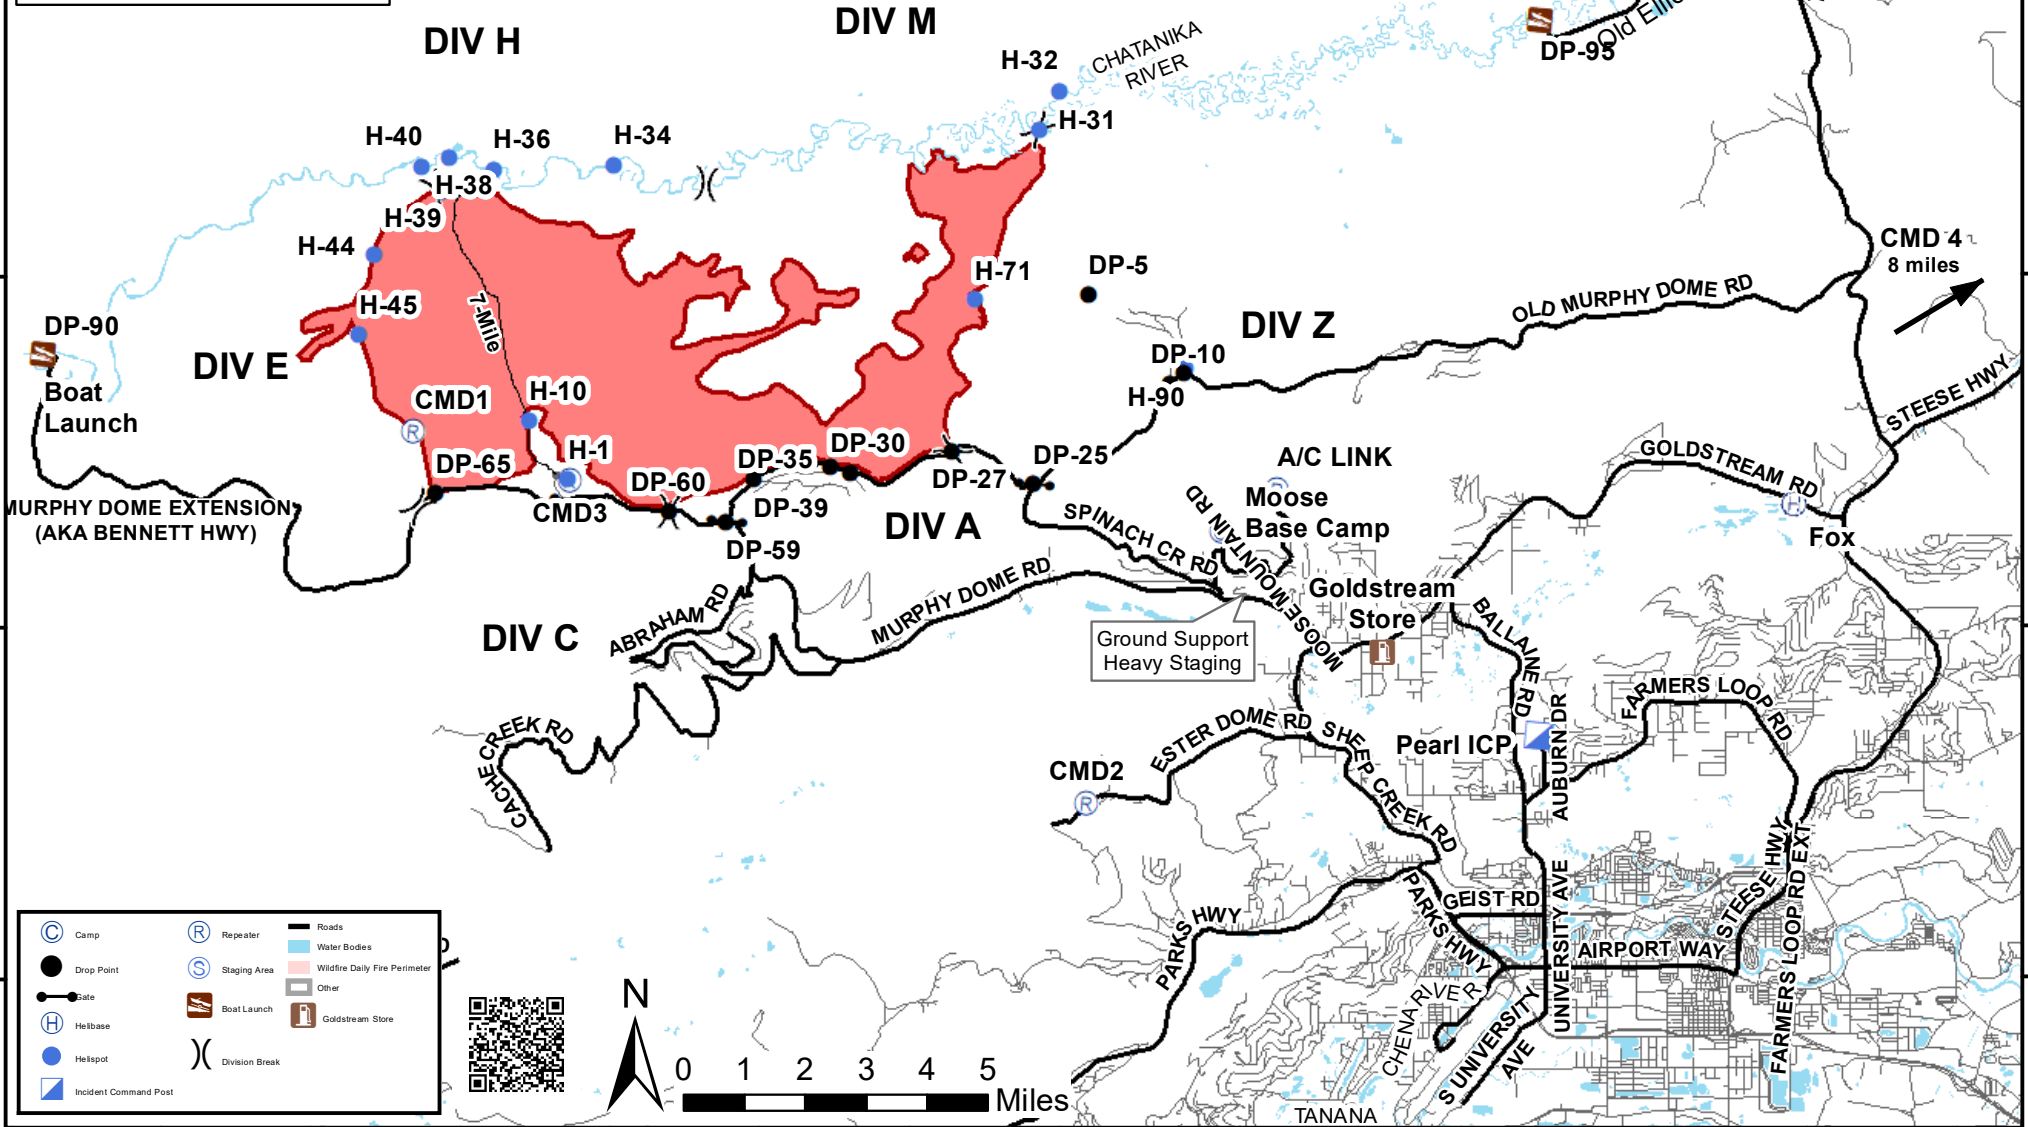 DIV H
DIV M
CHATANIKA
RIVER
Old Ellio
DP-95
H-32
H-31
H-40
H-36
H-34
H-38
H-39
H-44
H-45
H-71
DP-5
CMD 4
8 miles
OLD MURPHY DOME RD
DIV Z
DP-10
H-90
STEESE HWY
DP-90
Boat
Launch
DIV E
7-Mile
CMD1
R
H-10
H-1
DP-65
DP-60
DP-35
DP-30
DP-27
DP-25
A/C LINK
GOLDSTREAM RD
H
Fox
MURPHY DOME EXTENSION
(AKA BENNETT HWY)
CMD3
DP-39
DP-59
DIV A
SPINACH CR RD
MOOSE MOUNTAIN RD
Moose
Base Camp
Goldstream
Store
ABRAHAM RD
MURPHY DOME RD
Ground Support
Heavy Staging
BALLAINE RD
DIV C
CACHE CREEK RD
FARMERS LOOP RD
AUBURN DR
Pearl ICP
ESTER DOME RD
SHEEP CREEK RD
CMD2
R
PARKS HWY
PARKS HWY
GEIST RD
UNIVERSITY AVE
AIRPORT WAY
STEESE HWY
FARMERS LOOP RD EXT
CHENA RIVER
S UNIVERSITY
AVE
TANANA
C Camp
Drop Point
Gate
H Helibase
Helispot
Incident Command Post
R Repeater
S Staging Area
Boat Launch
Division Break
Roads
Water Bodies
Wildfire Daily Fire Perimeter
Other
Goldstream Store
N
0 1 2 3 4 5
Miles